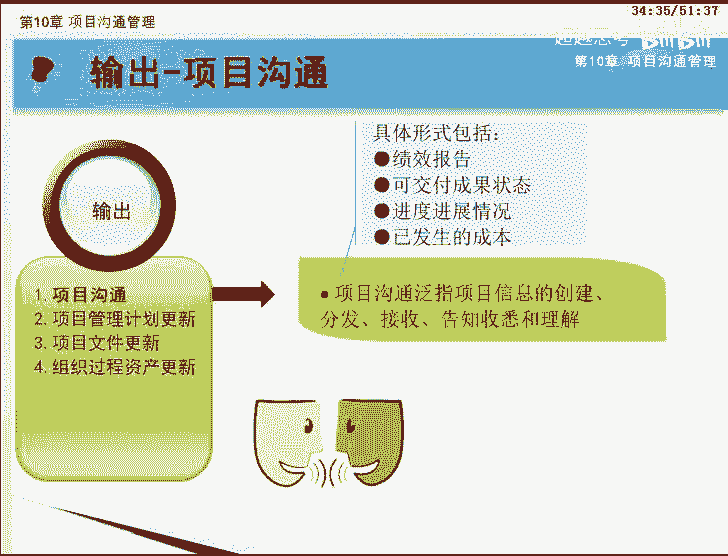 第10章 项目沟通管理
34:35/51:37
第10章 项目沟通管理
输出-项目沟通
具体形式包括:
●绩效报告
●可交付成果状态
●进度进展情况
●已发生的成本
输出
1. 项目沟通
2. 项目管理计划更新
3. 项目文件更新
4. 组织过程资产更新
● 项目沟通泛指项目信息的创建、
分发、接收、告知收悉和理解